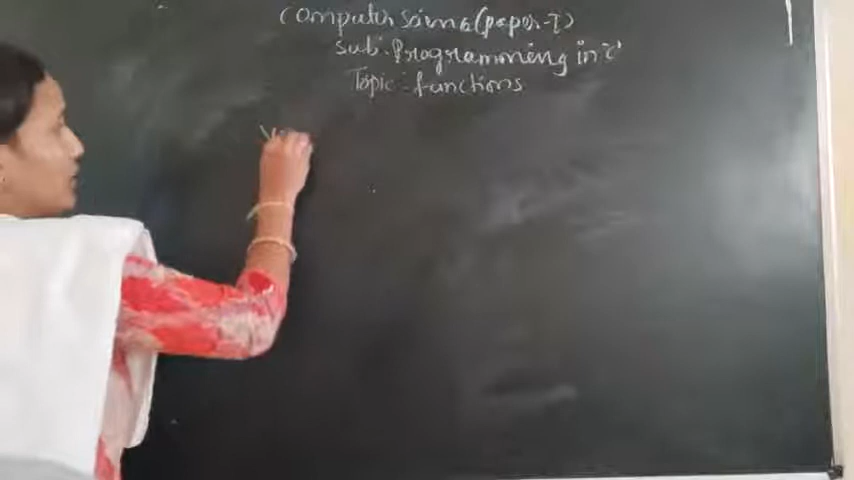 Computer Science (paper-I)
Sub: Programming in 'C'
Topic: functions